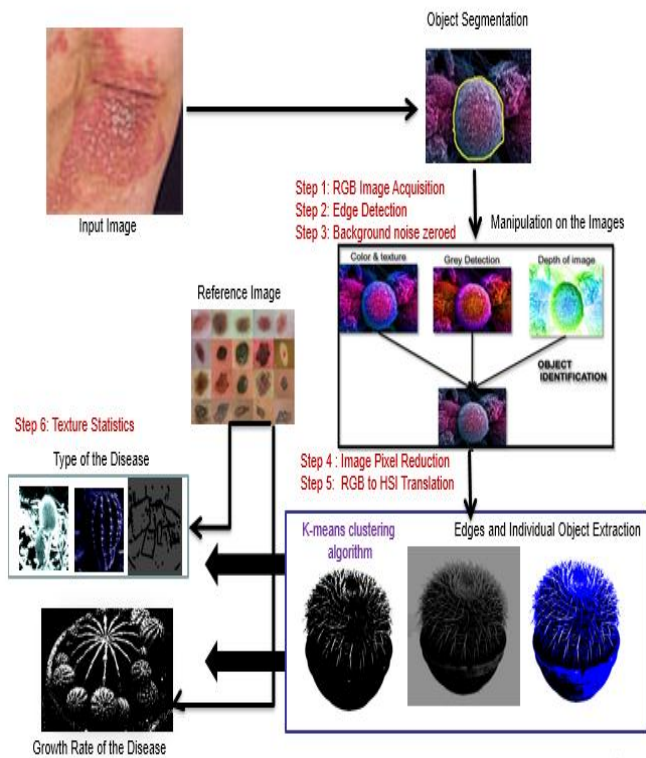 Object Segmentation
Input Image
Step 1: RGB Image Acquisition
Step 2: Edge Detection
Step 3: Background noise zeroed
Manipulation on the Images
Color & texture
Grey Detection
Depth of image
OBJECT
IDENTIFICATION
Reference Image
Step 6: Texture Statistics
Type of the Disease
Step 4 : Image Pixel Reduction
Step 5: RGB to HSI Translation
K-means clustering
algorithm
Edges and Individual Object Extraction
Growth Rate of the Disease